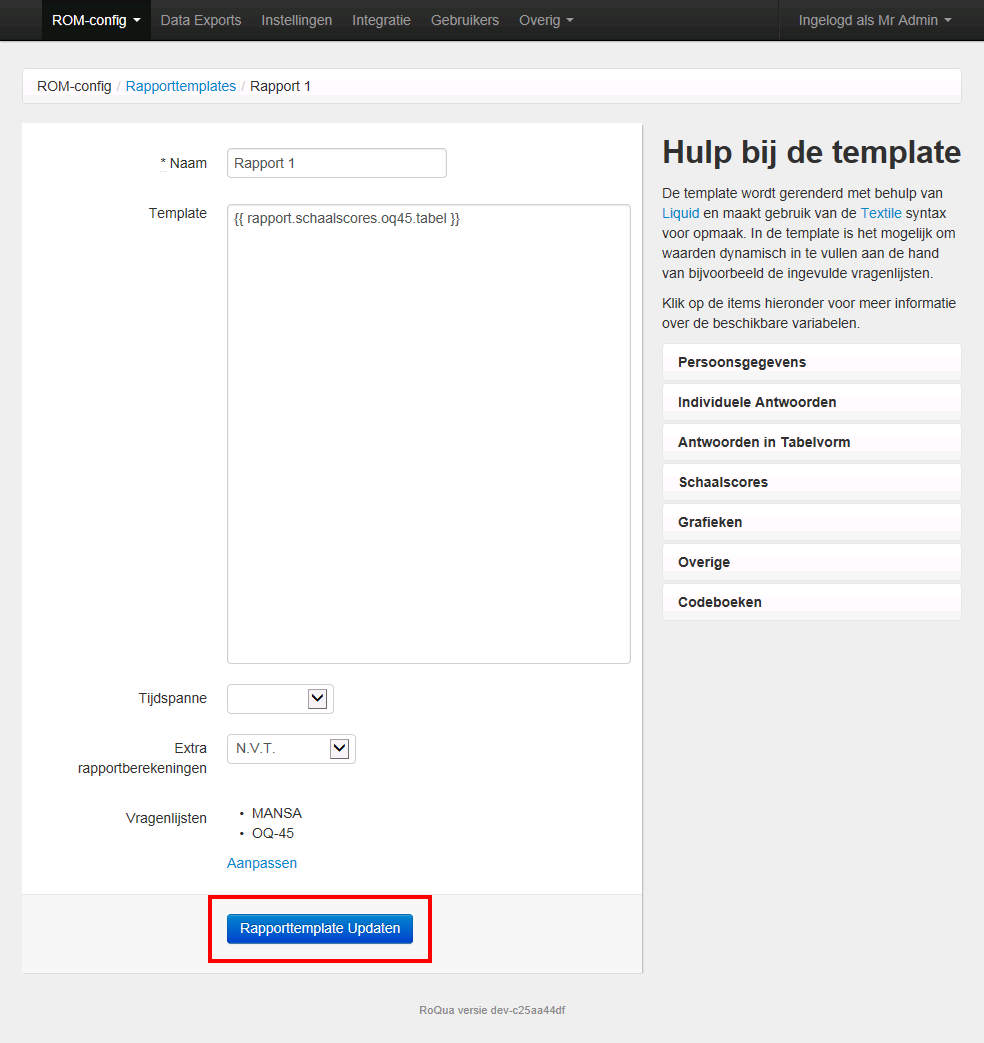 ROM-config Data Exports Instellingen Integratie Gebruikers Overig Ingelogd als Mr Admin
ROM-config / Rapporttemplates / Rapport 1
* Naam Rapport 1
Template {{ rapport.schaalscores.oq45.tabel }}
Tijdspanne
Extra rapportberekeningen N.V.T.
Vragenlijsten
• MANSA
• OQ-45
Aanpassen
Rapporttemplate Updaten
Hulp bij de template
De template wordt gerenderd met behulp van
Liquid en maakt gebruik van de Textile syntax
voor opmaak. In de template is het mogelijk om
waarden dynamisch in te vullen aan de hand
van bijvoorbeeld de ingevulde vragenlijsten.
Klik op de items hieronder voor meer informatie
over de beschikbare variabelen.
Persoonsgegevens
Individuele Antwoorden
Antwoorden in Tabelvorm
Schaalscores
Grafieken
Overige
Codeboeken
RoQua versie dev-c25aa44df